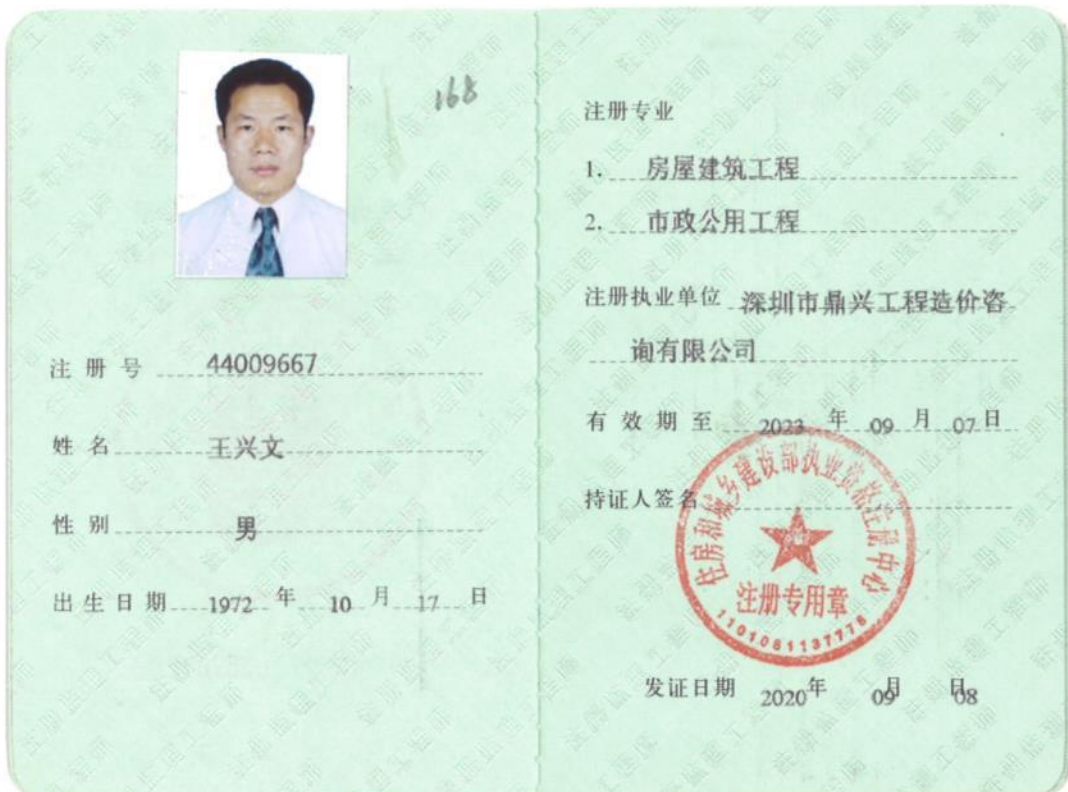 168
注册号 44009667
姓名 王兴文
性别 男
出生日期 1972 年 10 月 17 日
注册专业
1. 房屋建筑工程
2. 市政公用工程
注册执业单位 深圳市鼎兴工程造价咨
询有限公司
有效期至 2023 年 09 月 07 日
持证人签名
住房和城乡建设部执业资格注册中心
注册专用章
1101081137778
发证日期 2020年 09月 日08